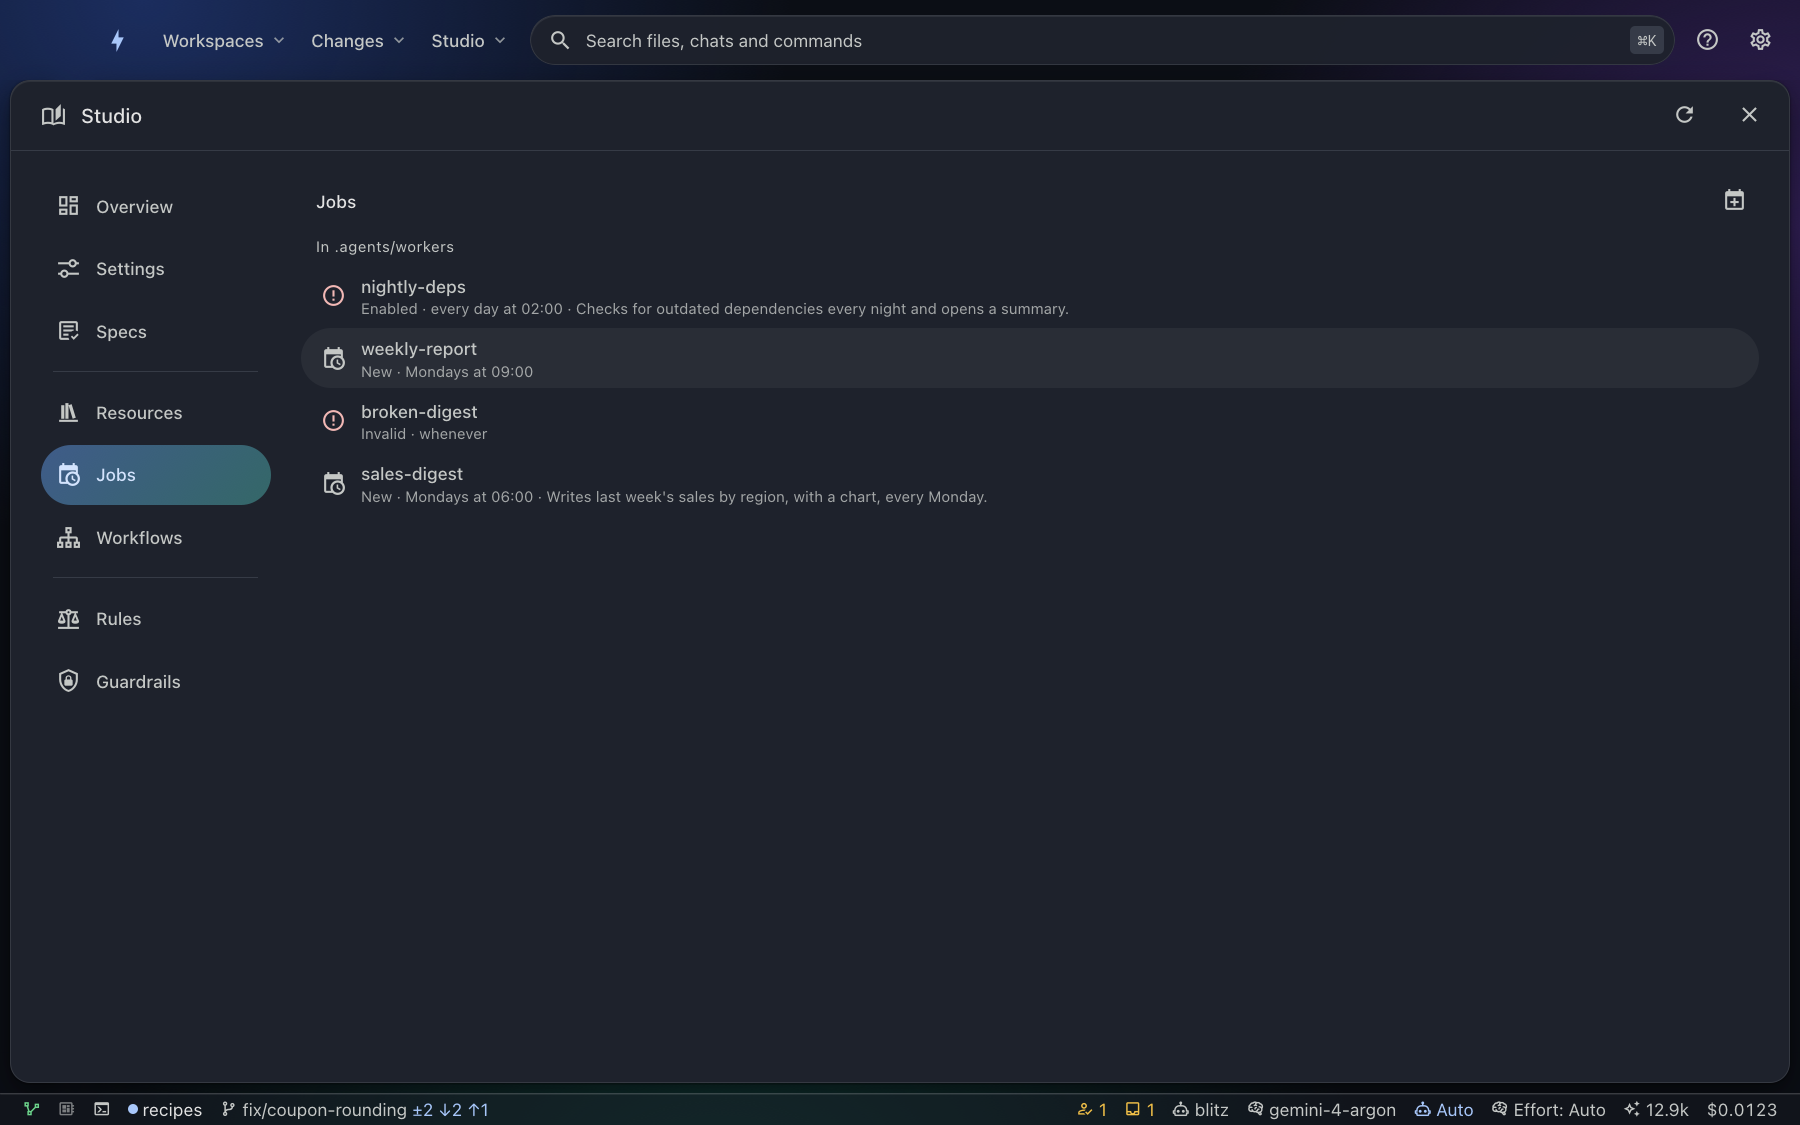 Workspaces
Changes
Studio
Search files, chats and commands
⌘K
Studio
Overview
Settings
Specs
Resources
Jobs
Workflows
Rules
Guardrails
Jobs
In .agents/workers
nightly-deps
Enabled · every day at 02:00 · Checks for outdated dependencies every night and opens a summary.
weekly-report
New · Mondays at 09:00
broken-digest
Invalid · whenever
sales-digest
New · Mondays at 06:00 · Writes last week's sales by region, with a chart, every Monday.
recipes
fix/coupon-rounding ±2 ↓2 ↑1
1
1
blitz
gemini-4-argon
Auto
Effort: Auto
12.9k
$0.0123